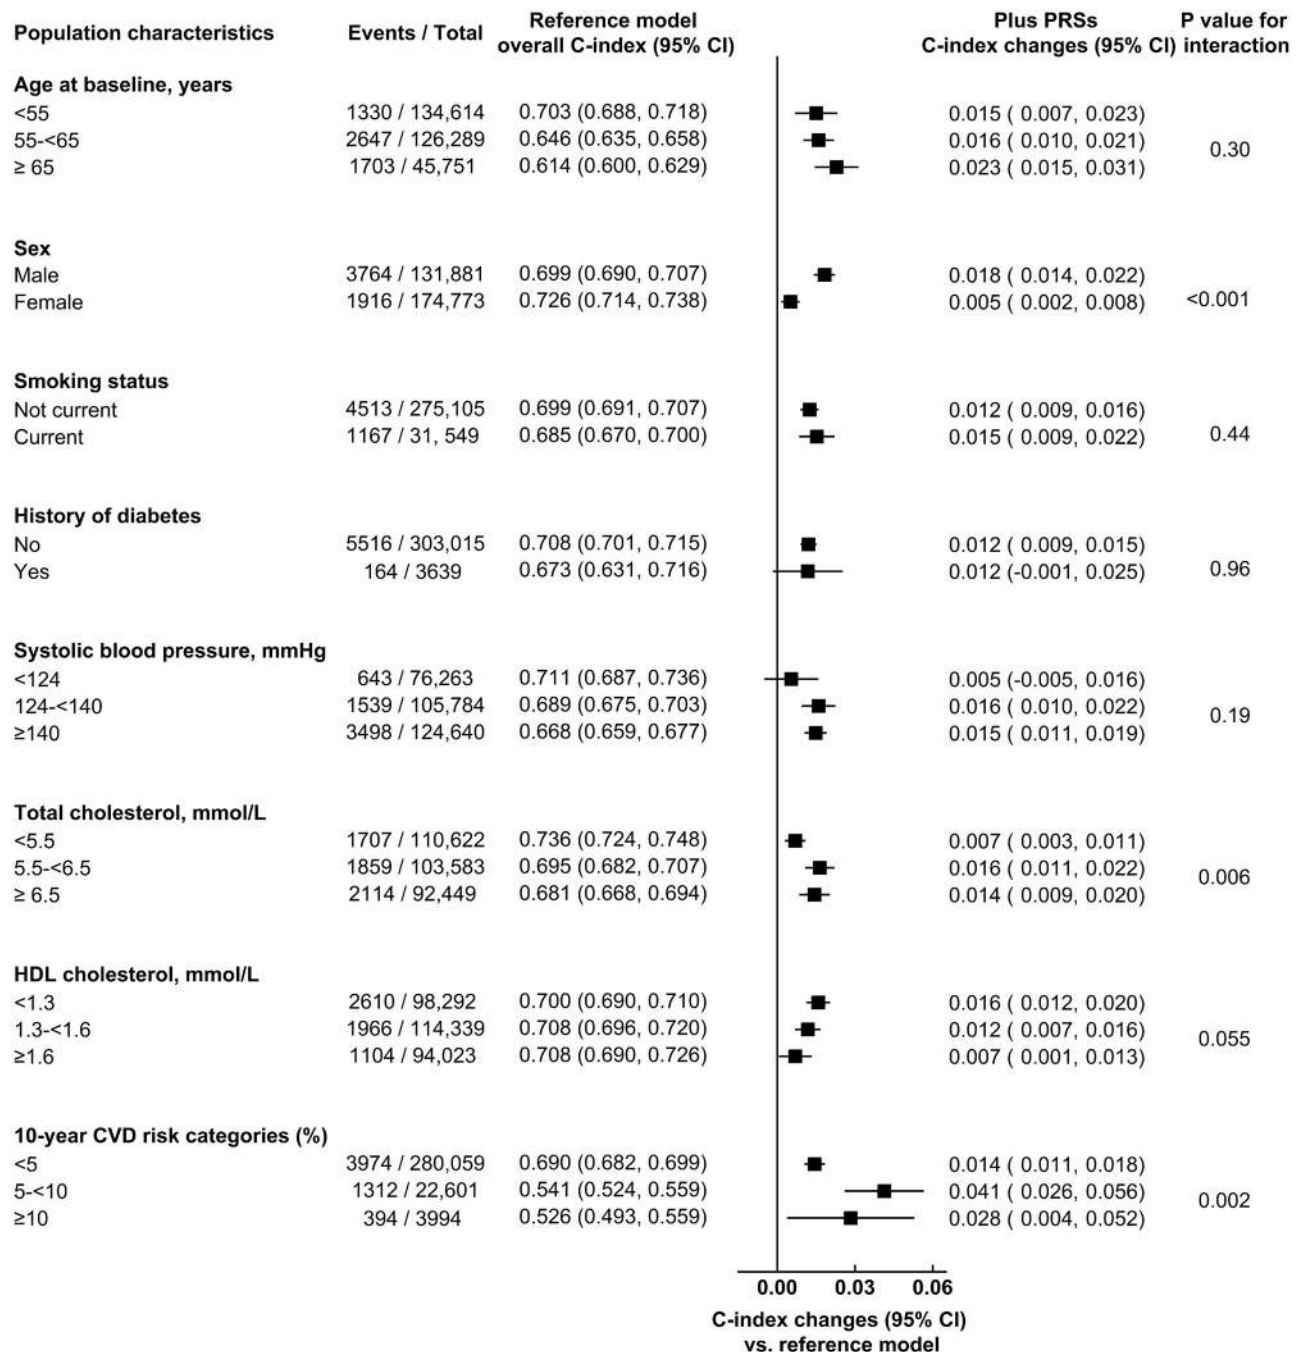 Population characteristics Events / Total Reference model overall C-index (95% CI) Plus PRSs C-index changes (95% CI) P value for interaction
Age at baseline, years
<55 1330 / 134,614 0.703 (0.688, 0.718) 0.015 ( 0.007, 0.023)
55-<65 2647 / 126,289 0.646 (0.635, 0.658) 0.016 ( 0.010, 0.021)
0.30
≥ 65 1703 / 45,751 0.614 (0.600, 0.629) 0.023 ( 0.015, 0.031)
Sex
Male 3764 / 131,881 0.699 (0.690, 0.707) 0.018 ( 0.014, 0.022)
Female 1916 / 174,773 0.726 (0.714, 0.738) 0.005 ( 0.002, 0.008) <0.001
Smoking status
Not current 4513 / 275,105 0.699 (0.691, 0.707) 0.012 ( 0.009, 0.016)
Current 1167 / 31, 549 0.685 (0.670, 0.700) 0.015 ( 0.009, 0.022) 0.44
History of diabetes
No 5516 / 303,015 0.708 (0.701, 0.715) 0.012 ( 0.009, 0.015)
Yes 164 / 3639 0.673 (0.631, 0.716) 0.012 (-0.001, 0.025) 0.96
Systolic blood pressure, mmHg
<124 643 / 76,263 0.711 (0.687, 0.736) 0.005 (-0.005, 0.016)
124-<140 1539 / 105,784 0.689 (0.675, 0.703) 0.016 ( 0.010, 0.022)
0.19
≥140 3498 / 124,640 0.668 (0.659, 0.677) 0.015 ( 0.011, 0.019)
Total cholesterol, mmol/L
<5.5 1707 / 110,622 0.736 (0.724, 0.748) 0.007 ( 0.003, 0.011)
5.5-<6.5 1859 / 103,583 0.695 (0.682, 0.707) 0.016 ( 0.011, 0.022)
0.006
≥ 6.5 2114 / 92,449 0.681 (0.668, 0.694) 0.014 ( 0.009, 0.020)
HDL cholesterol, mmol/L
<1.3 2610 / 98,292 0.700 (0.690, 0.710) 0.016 ( 0.012, 0.020)
1.3-<1.6 1966 / 114,339 0.708 (0.696, 0.720) 0.012 ( 0.007, 0.016)
0.055
≥1.6 1104 / 94,023 0.708 (0.690, 0.726) 0.007 ( 0.001, 0.013)
10-year CVD risk categories (%)
<5 3974 / 280,059 0.690 (0.682, 0.699) 0.014 ( 0.011, 0.018)
5-<10 1312 / 22,601 0.541 (0.524, 0.559) 0.041 ( 0.026, 0.056)
0.002
≥10 394 / 3994 0.526 (0.493, 0.559) 0.028 ( 0.004, 0.052)
0.00 0.03 0.06
C-index changes (95% CI)
vs. reference model